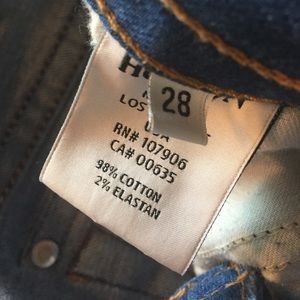 28
LOS
RN# 107906
CA# 00635
98% COTTON
2% ELASTAN